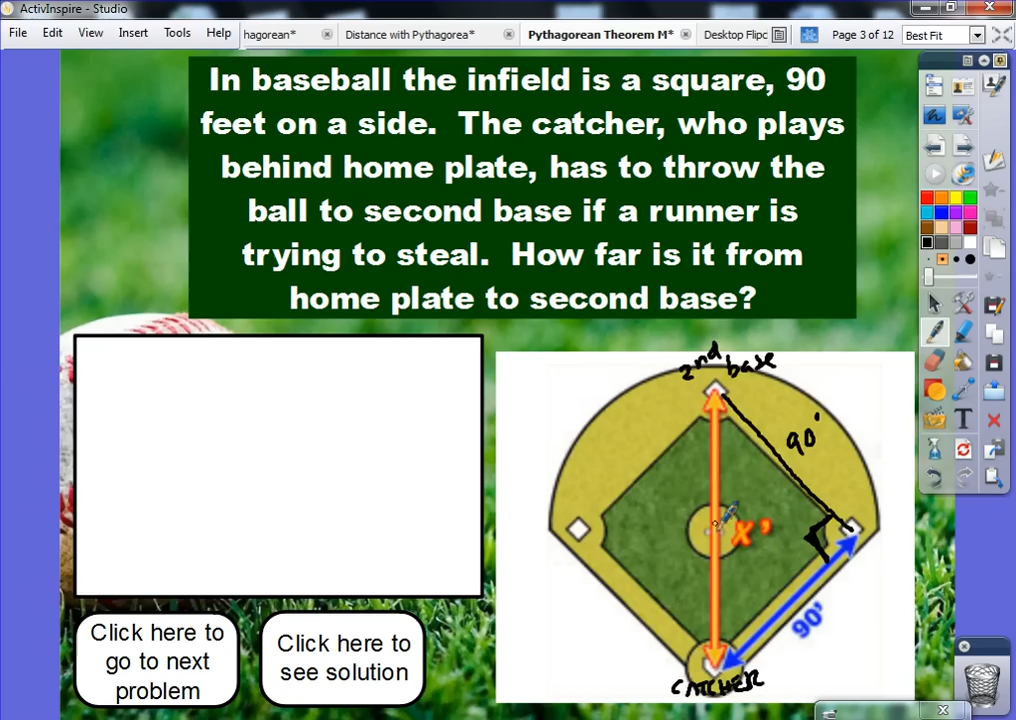 ActivInspire - Studio
File Edit View Insert Tools Help
hagorean* Distance with Pythagorea* Pythagorean Theorem M* Desktop Flipc Page 3 of 12 Best Fit
In baseball the infield is a square, 90
feet on a side. The catcher, who plays
behind home plate, has to throw the
ball to second base if a runner is
trying to steal. How far is it from
home plate to second base?
2nd base
90'
x'
90'
CATCHER
Click here to
go to next
problem
Click here to
see solution